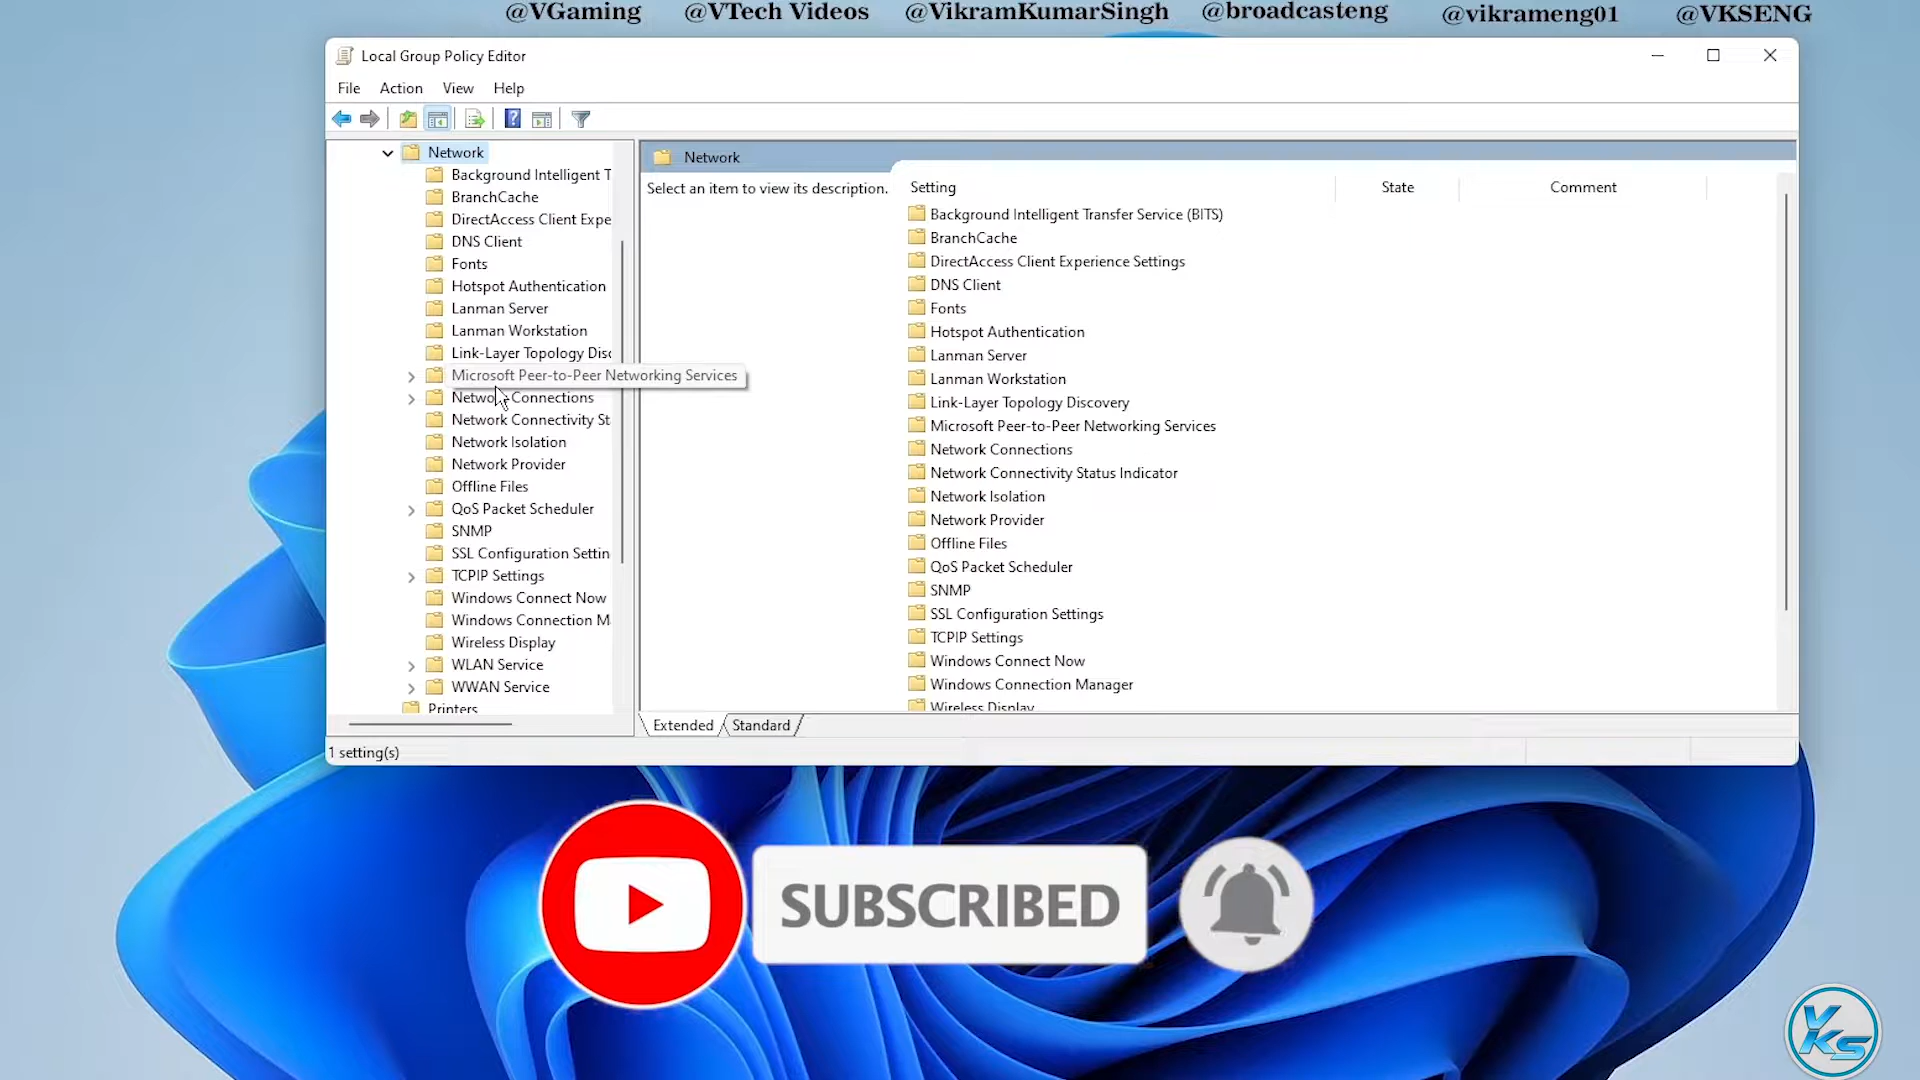 @VGaming @VTech Videos @VikramKumarSingh @broadcasteng @vikrameng01 @VKSENG
Local Group Policy Editor
File Action View Help
Network
Background Intelligent T
BranchCache
DirectAccess Client Expe
DNS Client
Fonts
Hotspot Authentication
Lanman Server
Lanman Workstation
Link-Layer Topology Disc
Microsoft Peer-to-Peer Networking Services
Network Connections
Network Connectivity St
Network Isolation
Network Provider
Offline Files
QoS Packet Scheduler
SNMP
SSL Configuration Settin
TCPIP Settings
Windows Connect Now
Windows Connection M
Wireless Display
WLAN Service
WWAN Service
Printers
Network
Select an item to view its description.
Setting State Comment
Background Intelligent Transfer Service (BITS)
BranchCache
DirectAccess Client Experience Settings
DNS Client
Fonts
Hotspot Authentication
Lanman Server
Lanman Workstation
Link-Layer Topology Discovery
Microsoft Peer-to-Peer Networking Services
Network Connections
Network Connectivity Status Indicator
Network Isolation
Network Provider
Offline Files
QoS Packet Scheduler
SNMP
SSL Configuration Settings
TCPIP Settings
Windows Connect Now
Windows Connection Manager
Wireless Display
Extended Standard
1 setting(s)
SUBSCRIBED
VKS